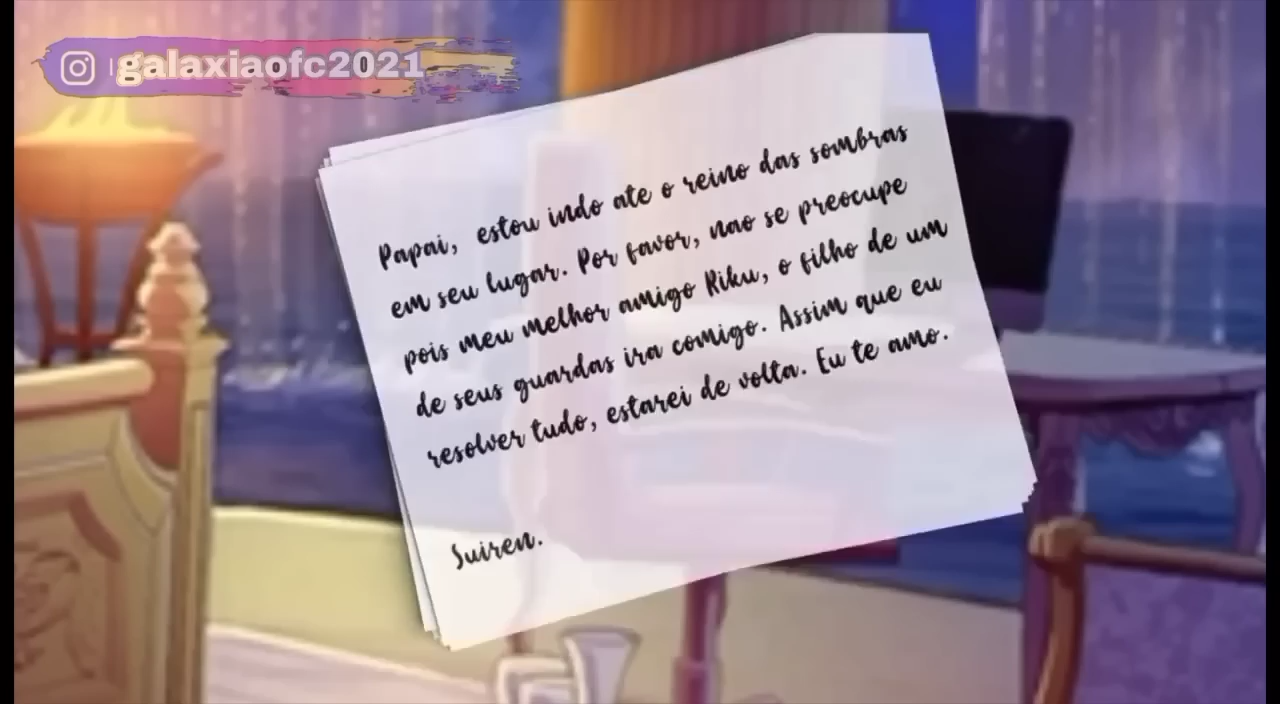 galaxiaofc2021
Papai, estou indo ate o reino das sombras
em seu lugar. Por favor, nao se preocupe
pois meu melhor amigo Riku, o filho de um
de seus guardas ira comigo. Assim que eu
resolver tudo, estarei de volta. Eu te amo.
Suiren.